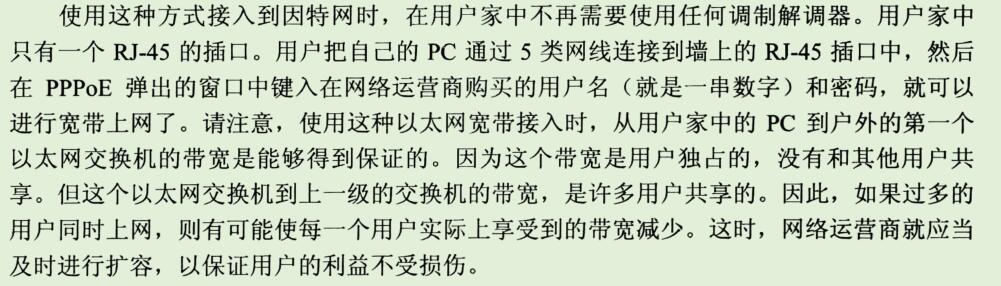 使用这种方式接入到因特网时，在用户家中不再需要使用任何调制解调器。用户家中
只有一个 RJ-45 的插口。用户把自己的 PC 通过 5 类网线连接到墙上的 RJ-45 插口中，然后
在 PPPoE 弹出的窗口中键入在网络运营商购买的用户名（就是一串数字）和密码，就可以
进行宽带上网了。请注意，使用这种以太网宽带接入时，从用户家中的 PC 到户外的第一个
以太网交换机的带宽是能够得到保证的。因为这个带宽是用户独占的，没有和其他用户共
享。但这个以太网交换机到上一级的交换机的带宽，是许多用户共享的。因此，如果过多的
用户同时上网，则有可能使每一个用户实际上享受到的带宽减少。这时，网络运营商就应当
及时进行扩容，以保证用户的利益不受损伤。